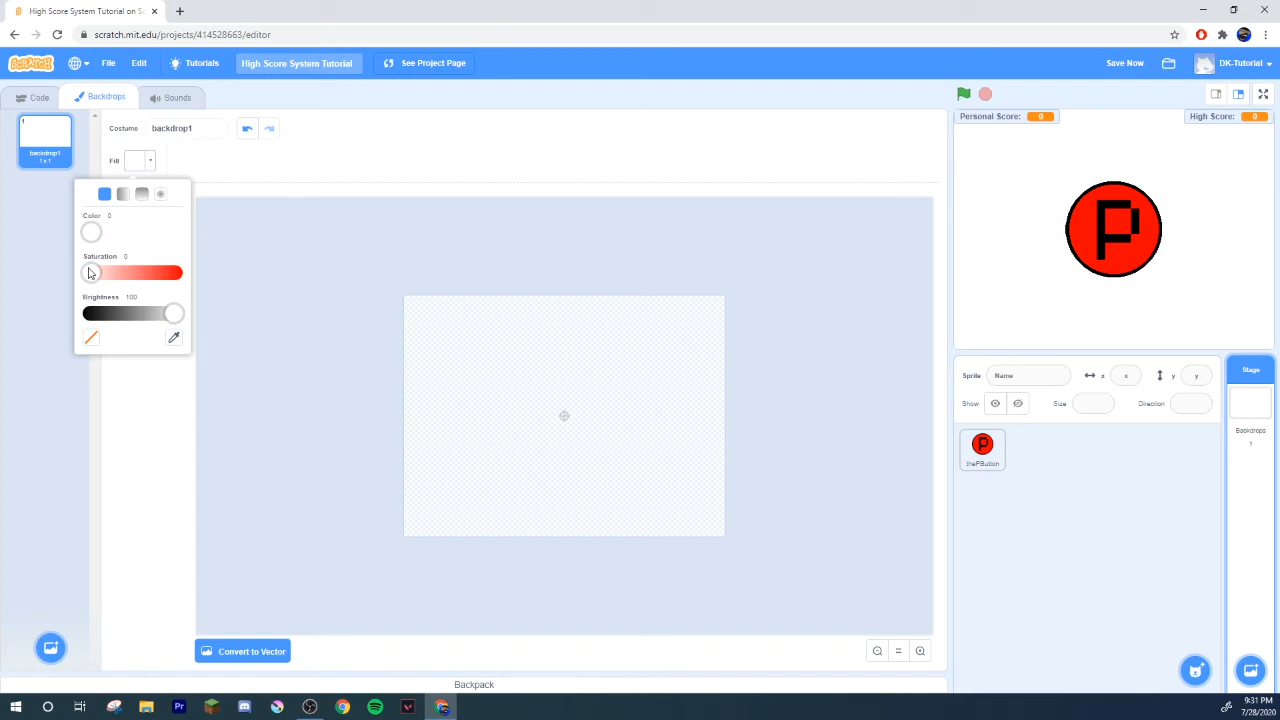 High Score System Tutorial on S
scratch.mit.edu/projects/414528663/editor
SCRATCH
File
Edit
Tutorials
High Score System Tutorial
See Project Page
Save Now
DK-Tutorial
Code
Backdrops
Sounds
1
backdrop1
1 x 1
Costume
backdrop1
Fill
Color 0
Saturation 0
Brightness 100
Convert to Vector
Backpack
Personal Score: 0
High Score: 0
P
Sprite
Name
x
x
y
y
Show
Size
Direction
P
thePButton
Stage
Backdrops
1
Pr
9:31 PM
7/28/2020